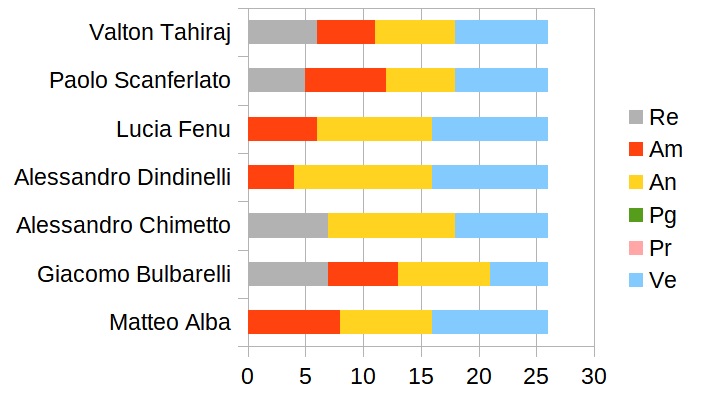 Valton Tahiraj
Paolo Scanferlato
Lucia Fenu
Alessandro Dindinelli
Alessandro Chimetto
Giacomo Bulbarelli
Matteo Alba
0 5 10 15 20 25 30
Re
Am
An
Pg
Pr
Ve